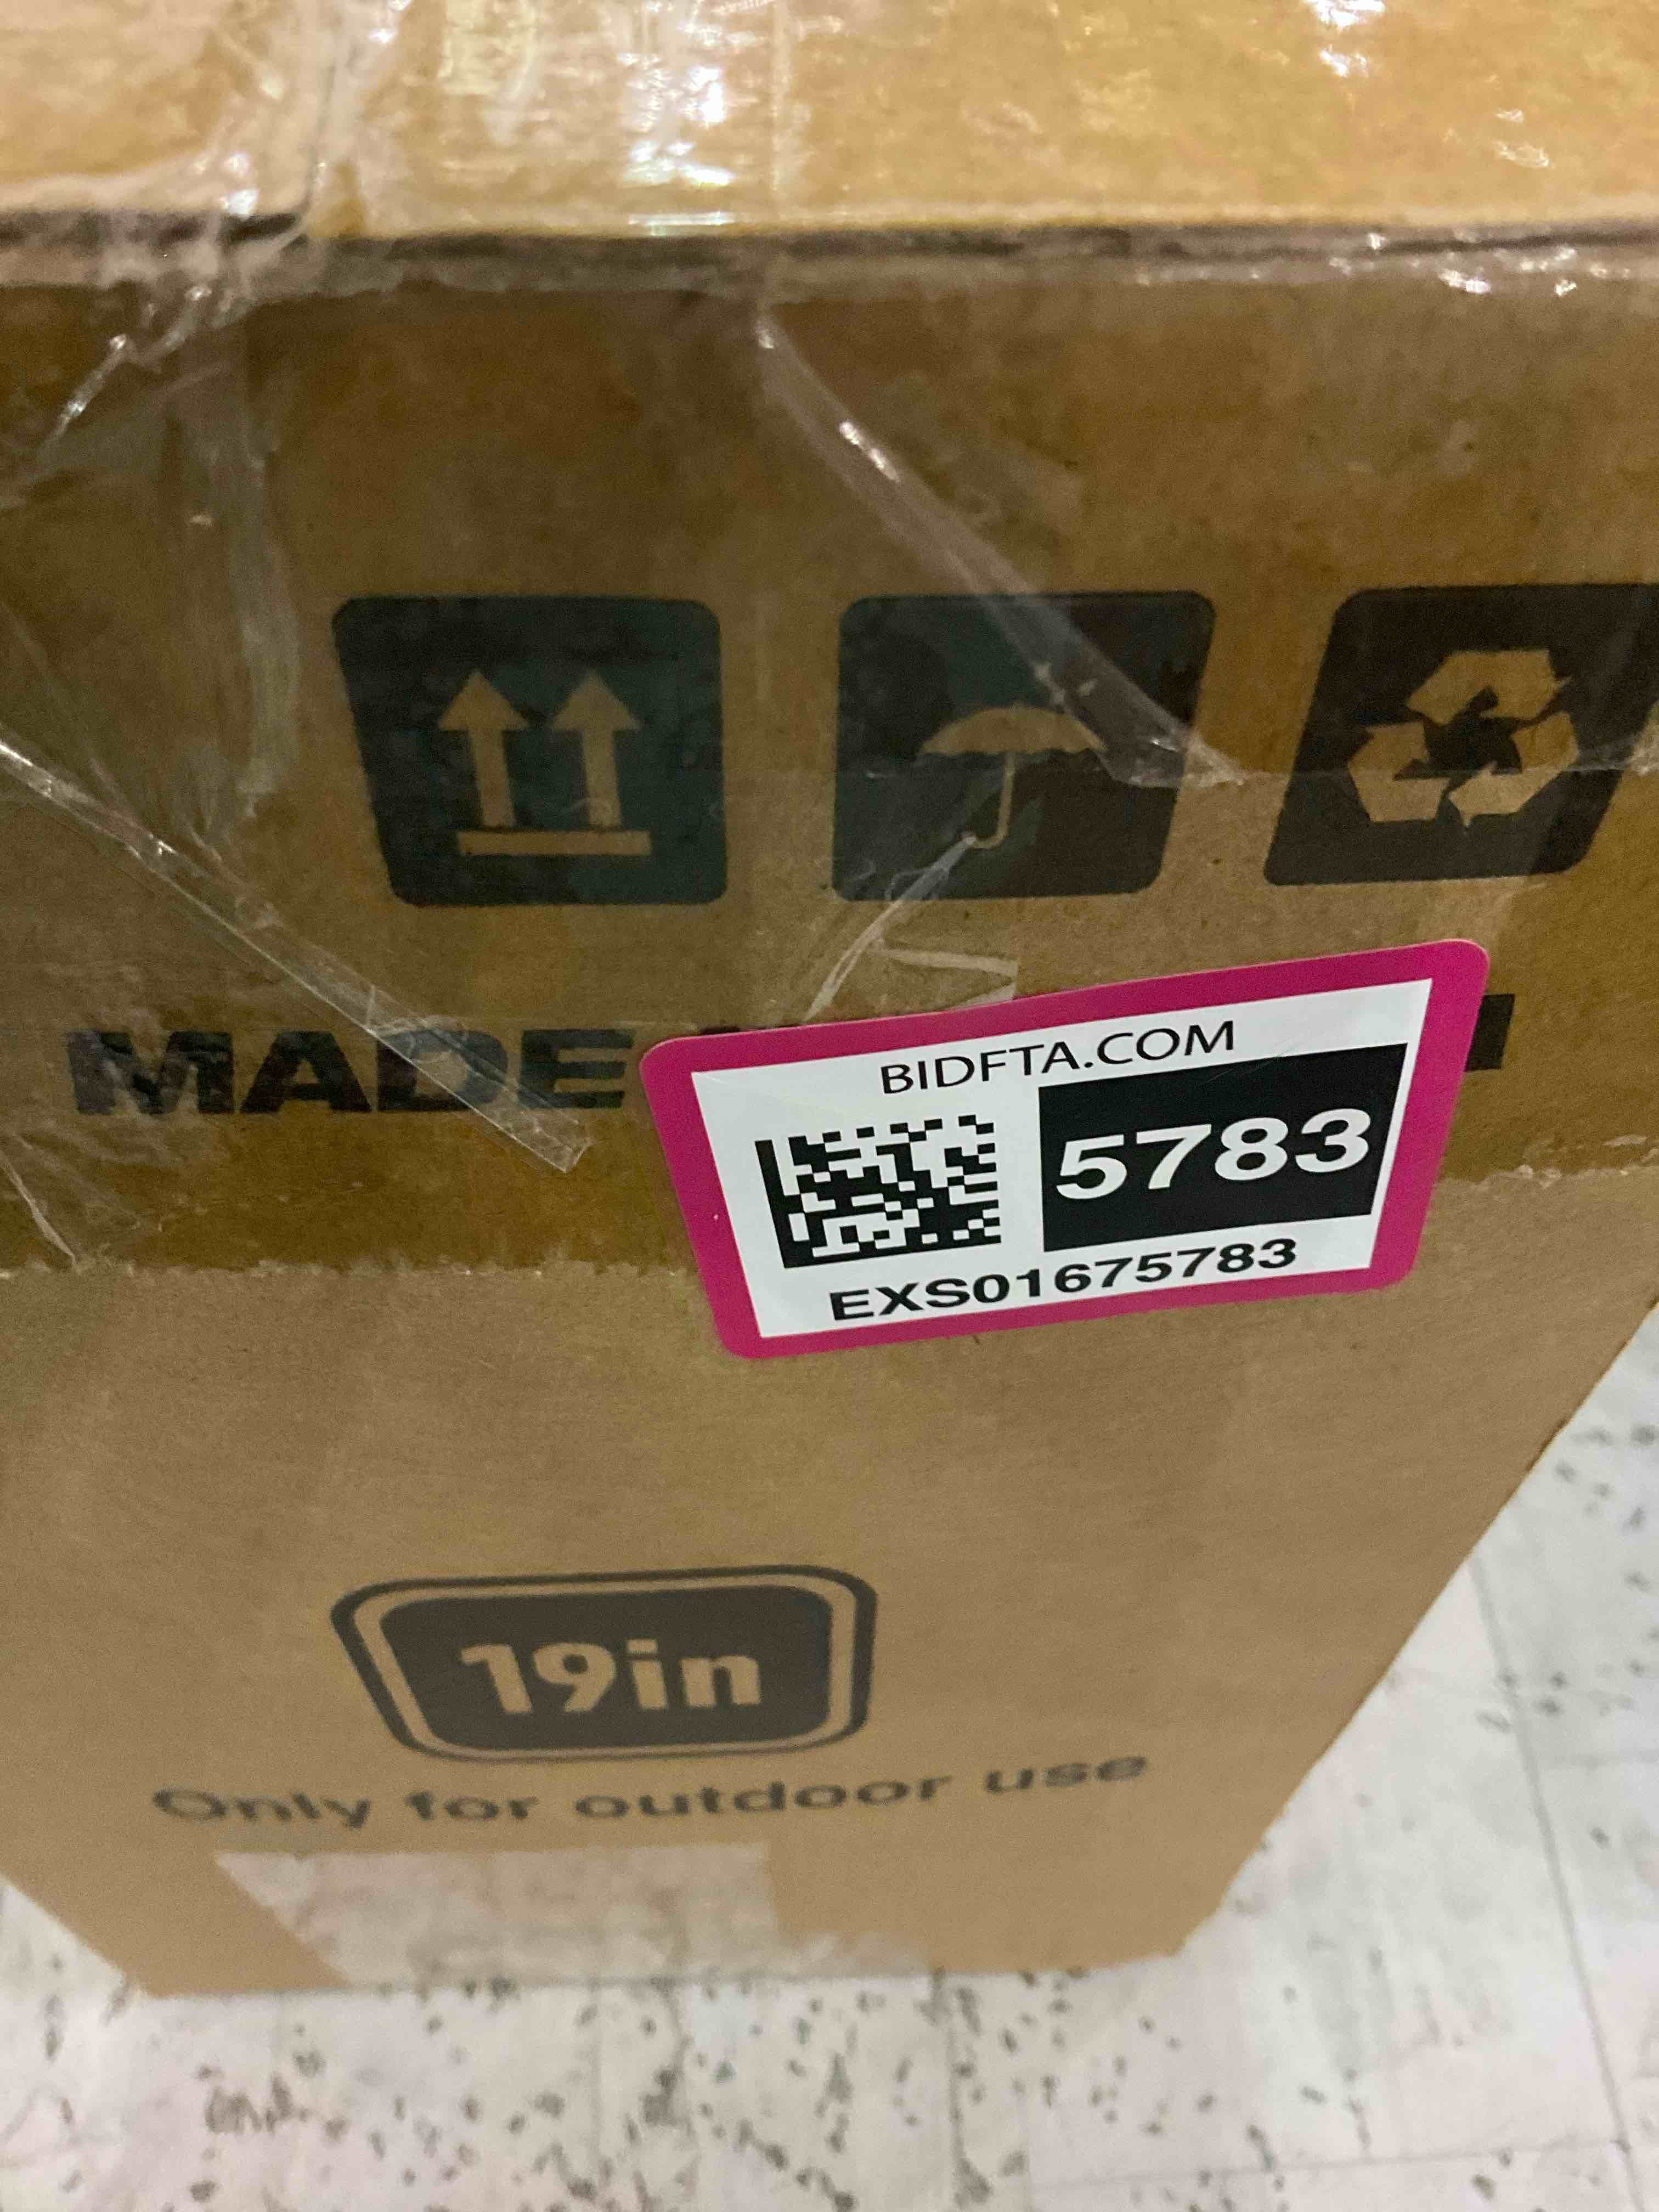 MADE
BIDFTA.COM
5783
EXS01675783
19in
Only for outdoor use